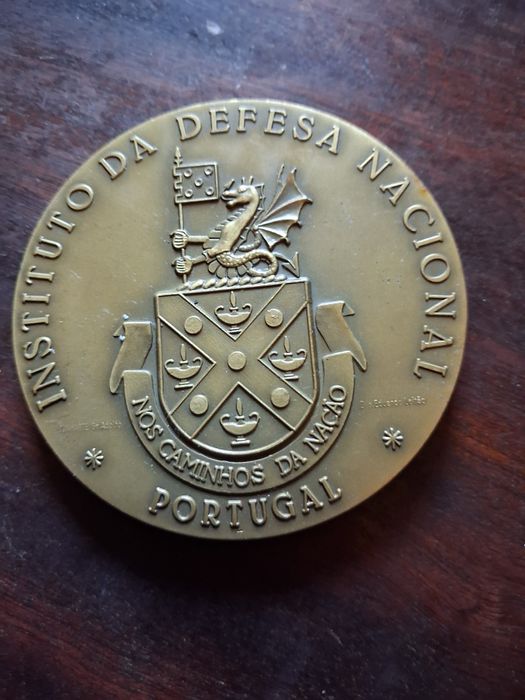 INSTITUTO DA DEFESA NACIONAL
NOS CAMINHOS DA NAÇÃO
PORTUGAL